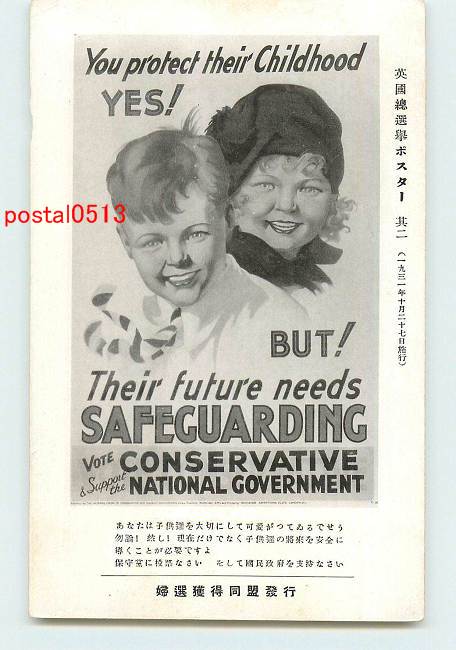 You protect their Childhood
YES!
BUT!
Their future needs
SAFEGUARDING
VOTE CONSERVATIVE
& Support the NATIONAL GOVERNMENT
英國總選擧ポスター 其二 (一九三一年十月二十七日施行)
postal0513
あなたは子供達を大切にして可愛がつてゐるでせう
勿論! 然し! 現在だけでなく子供達の將來を安全に
導くことが必要ですよ
保守黨に投票なさい そして國民政府を支持なさい
婦選獲得同盟發行